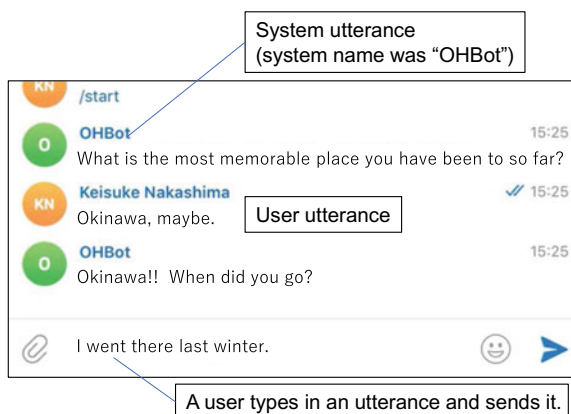 System utterance
(system name was “OHBot”)
KN
/start
O
OHBot 15:25
What is the most memorable place you have been to so far?
KN
Keisuke Nakashima 15:25
Okinawa, maybe.
User utterance
O
OHBot 15:25
Okinawa!! When did you go?
I went there last winter.
A user types in an utterance and sends it.